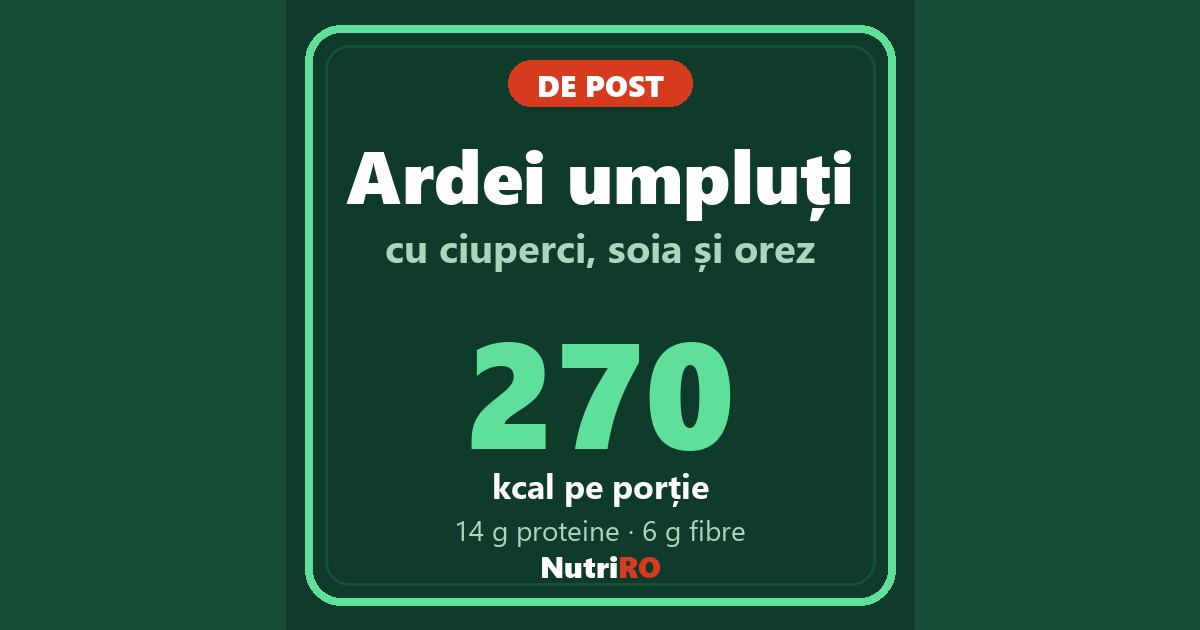 DE POST
Ardei umpluți
cu ciuperci, soia și orez
270
kcal pe porție
14 g proteine · 6 g fibre
NutriRO